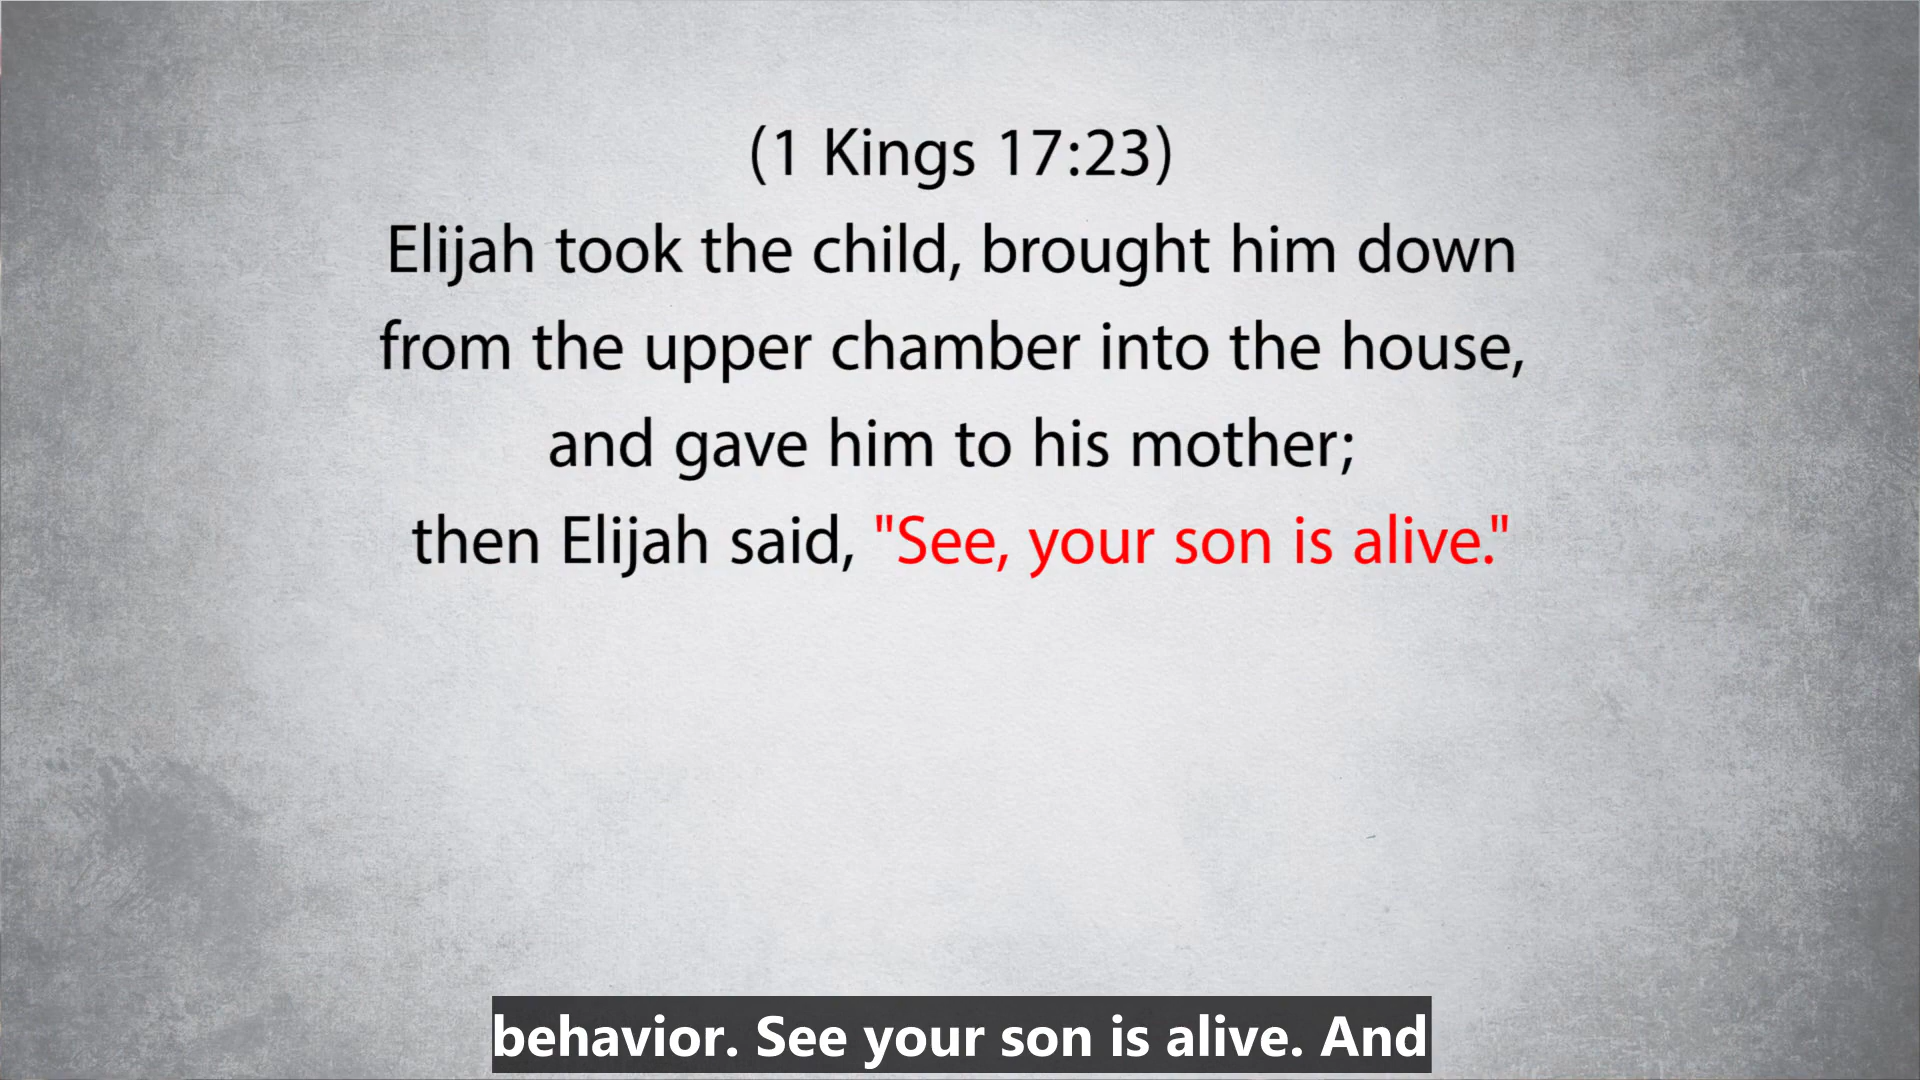 (1 Kings 17:23)
Elijah took the child, brought him down
from the upper chamber into the house,
and gave him to his mother;
then Elijah said, "See, your son is alive."
behavior. See your son is alive. And